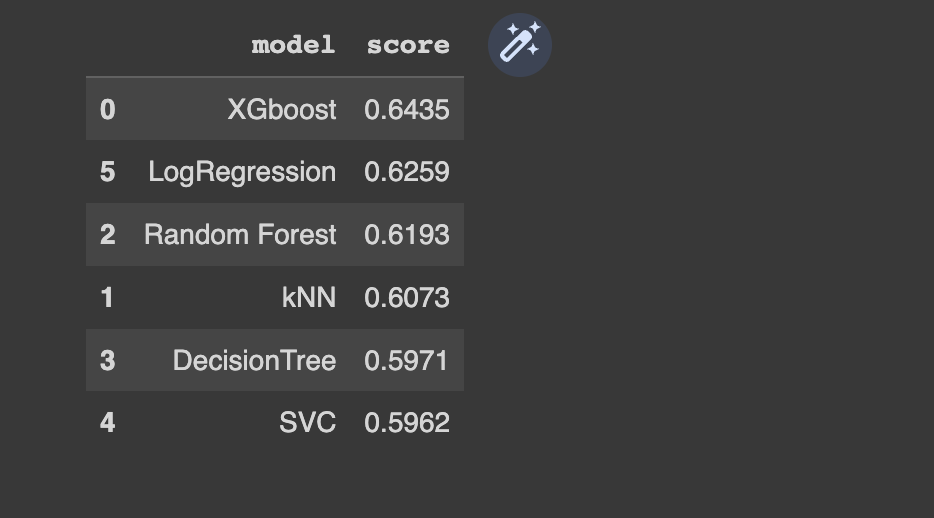 model score
0 XGboost 0.6435
5 LogRegression 0.6259
2 Random Forest 0.6193
1 kNN 0.6073
3 DecisionTree 0.5971
4 SVC 0.5962